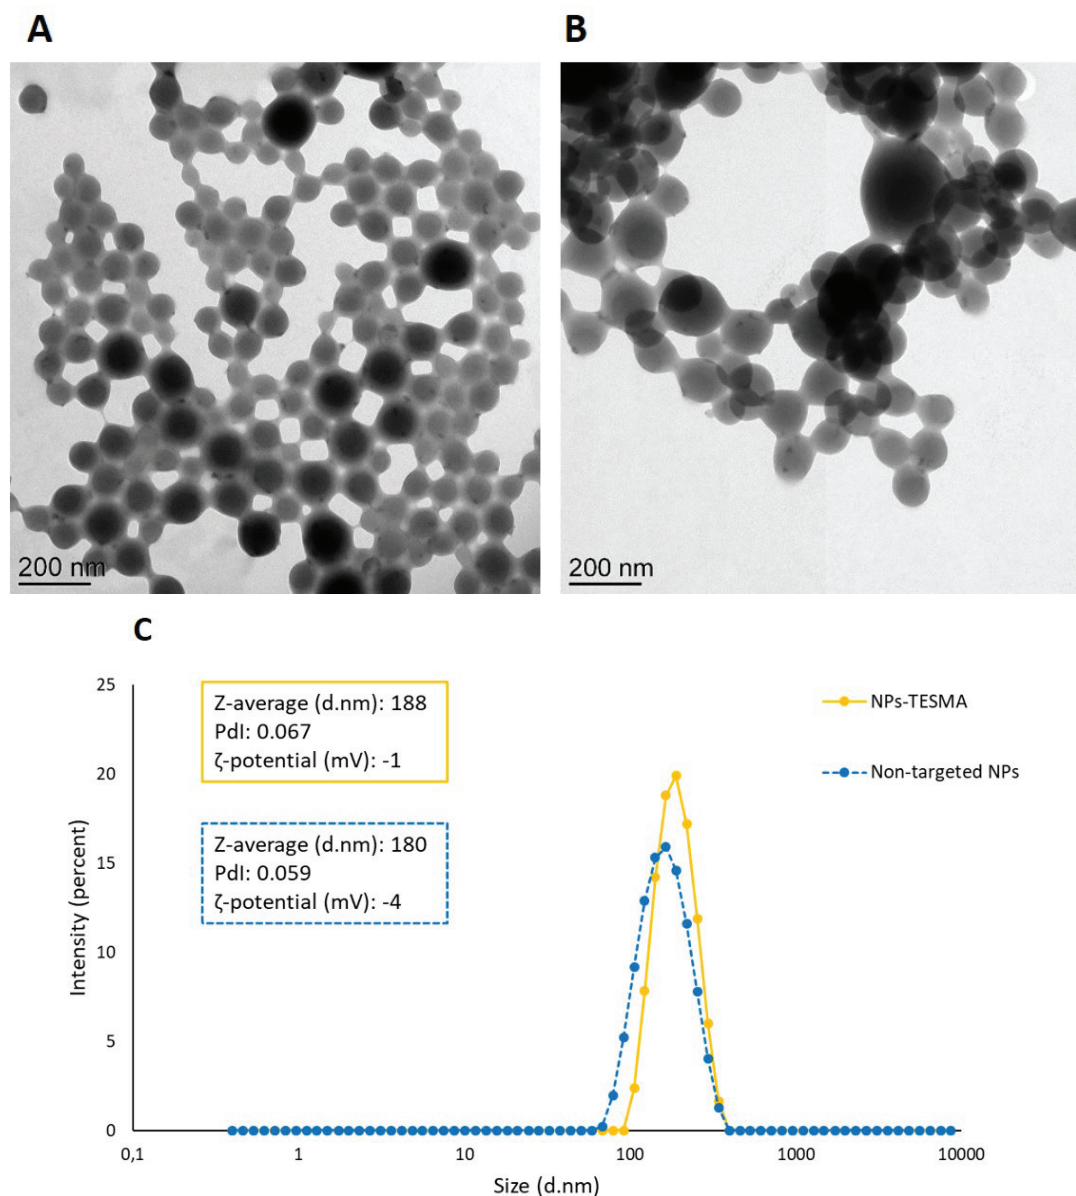 A
B
200 nm
200 nm
C
Z-average (d.nm): 188
PdI: 0.067
ζ-potential (mV): -1
Z-average (d.nm): 180
PdI: 0.059
ζ-potential (mV): -4
NPs-TESMA
Non-targeted NPs
Intensity (percent)
25
20
15
10
5
0
0,1
1
10
100
1000
10000
Size (d.nm)